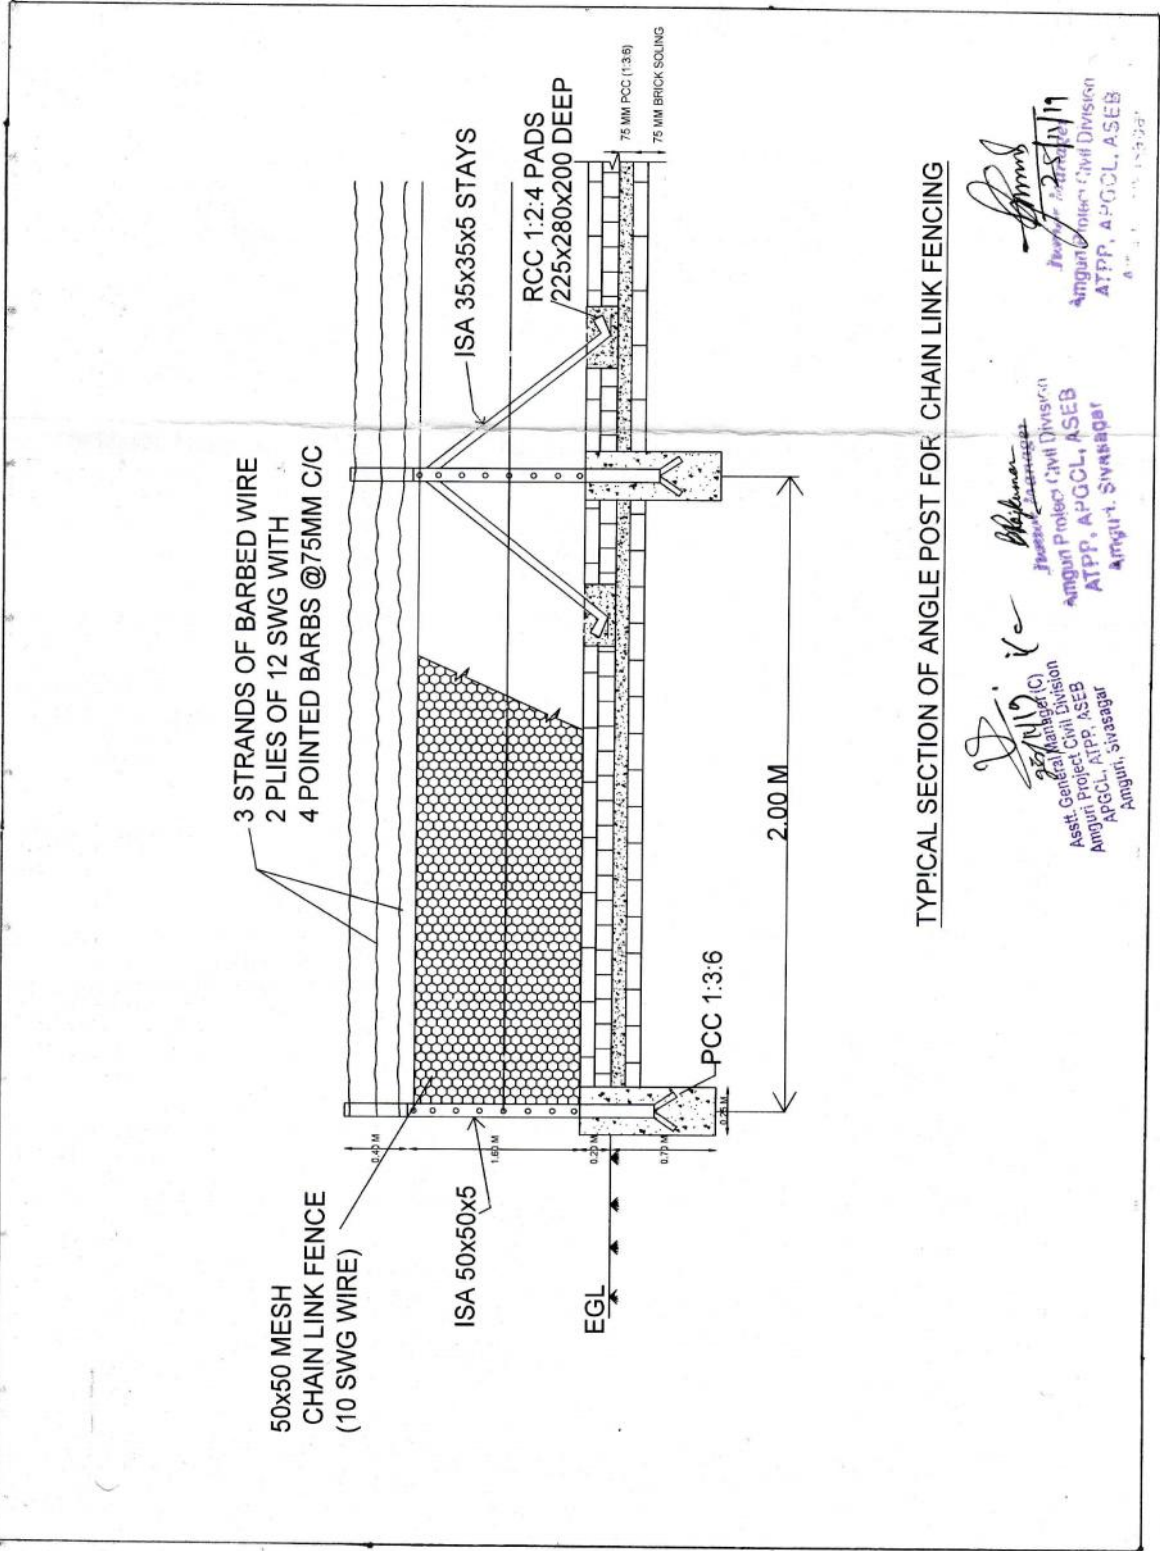 3 STRANDS OF BARBED WIRE
2 PLIES OF 12 SWG WITH
4 POINTED BARBS @75MM C/C
50x50 MESH
CHAIN LINK FENCE
(10 SWG WIRE)
ISA 35x35x5 STAYS
ISA 50x50x5
RCC 1:2:4 PADS
225x280x200 DEEP
0.40 M
1.60 M
0.20 M
0.70 M
0.25 M
EGL
75 MM PCC (1:3:6)
75 MM BRICK SOLING
PCC 1:3:6
2.00 M
TYPICAL SECTION OF ANGLE POST FOR CHAIN LINK FENCING
i/c
Asstt. General Manager (C)
Amguri Project Civil Division
APGCL, ATPP, ASEB
Amguri, Sivasagar
Amguri Project Civil Division
ATPP, APGCL, ASEB
Amguri, Sivasagar
25/11/19
Manager
Amguri Project Civil Division
ATPP, APGCL, ASEB